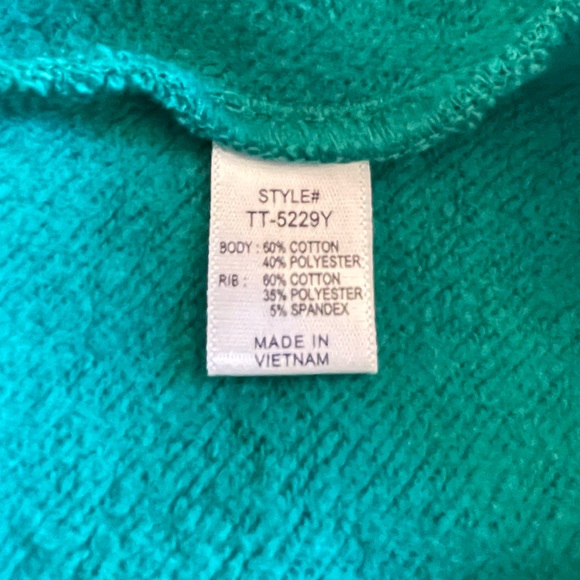 STYLE#
TT-5229Y
BODY : 60% COTTON
40% POLYESTER
RIB : 60% COTTON
35% POLYESTER
5% SPANDEX
MADE IN
VIETNAM